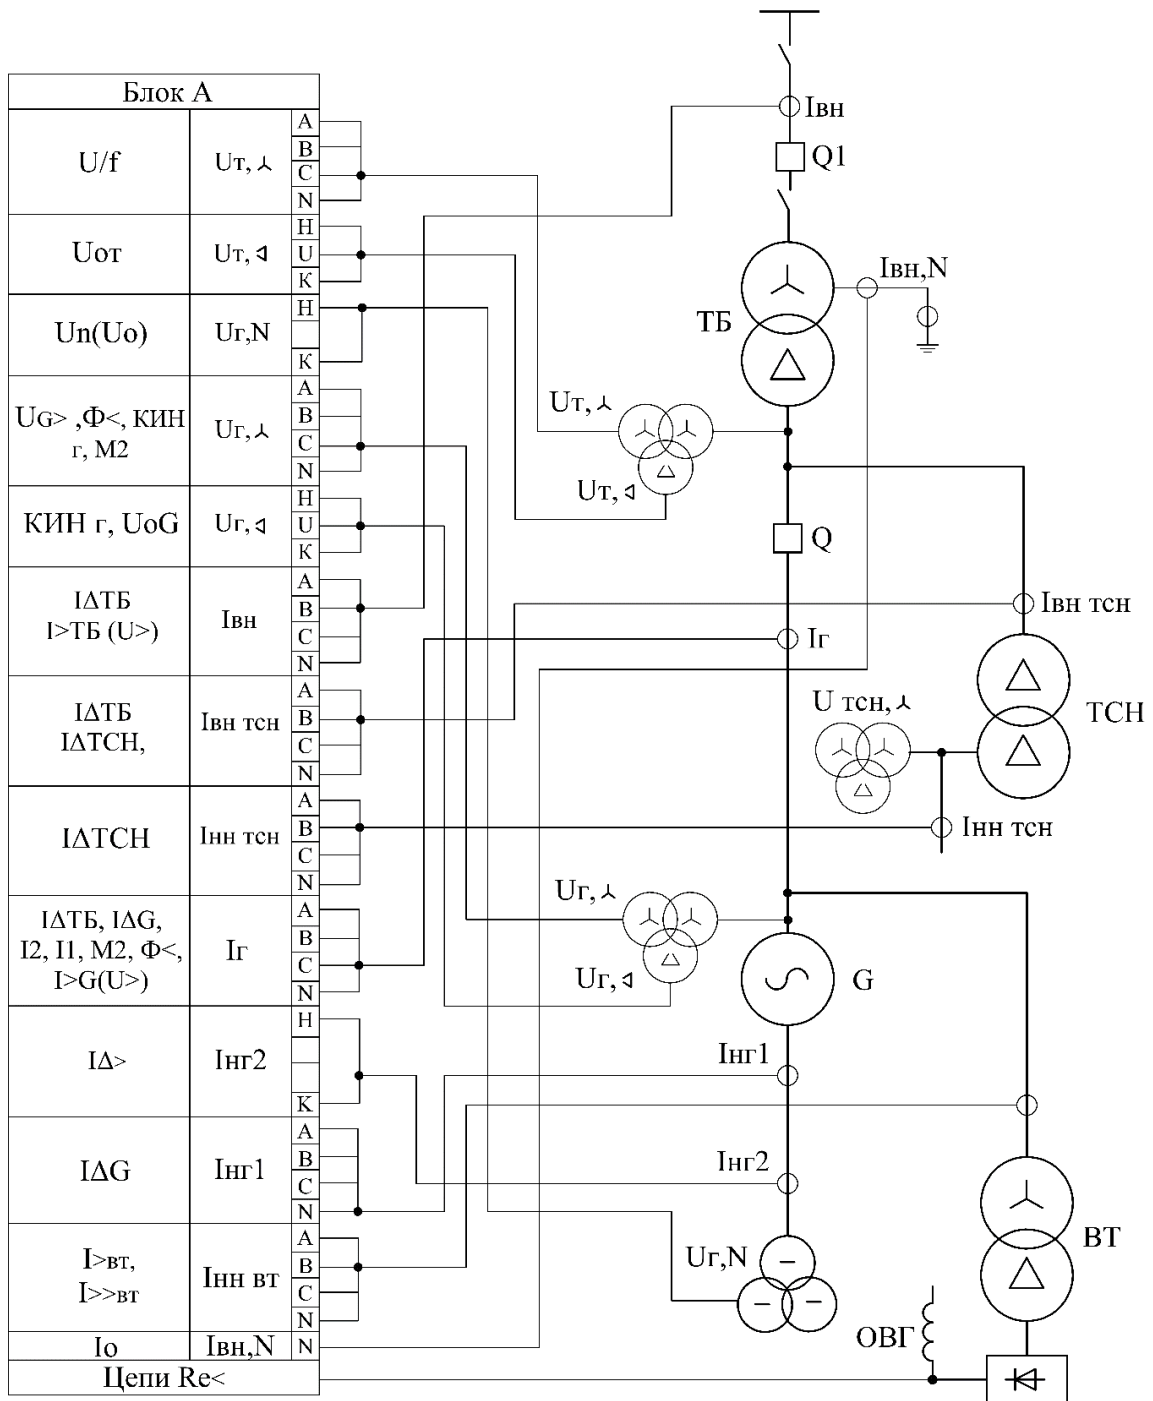 Блок А
U/f
Uт, ⅄
A
B
C
N
Uот
Uт, ◁
Н
U
К
Un(Uo)
Uг,N
Н
К
UG> ,Ф<, КИН
г, М2
Uг, ⅄
A
B
C
N
КИН г, UoG
Uг, ◁
Н
U
К
IΔТБ
I>ТБ (U>)
Iвн
A
B
C
N
IΔТБ
IΔТСН,
Iвн тсн
A
B
C
N
IΔТСН
Iнн тсн
A
B
C
N
IΔТБ, IΔG,
I2, I1, М2, Ф<,
I>G(U>)
Iг
A
B
C
N
IΔ>
Iнг2
Н
К
IΔG
Iнг1
A
B
C
N
I>вт,
I>>вт
Iнн вт
A
B
C
N
Io
Iвн,N
N
Цепи Re<
Iвн
Q1
Iвн,N
ТБ
Uт, ⅄
Uт, ◁
Q
Iвн тсн
Iг
U тсн, ⅄
ТСН
Iнн тсн
Uг, ⅄
Uг, ◁
G
Iнг1
Iнг2
Uг,N
ВТ
ОВГ